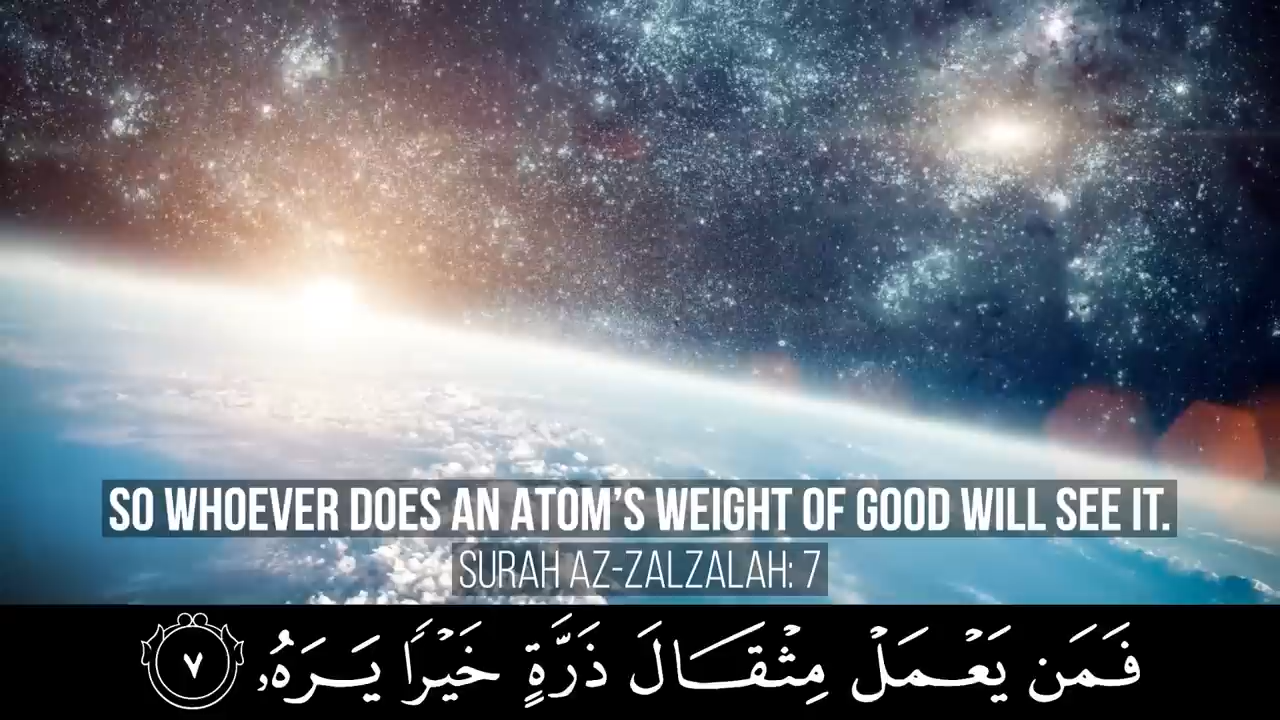 SO WHOEVER DOES AN ATOM’S WEIGHT OF GOOD WILL SEE IT.
SURAH AZ-ZALZALAH: 7
فَمَن يَعْمَلْ مِثْقَالَ ذَرَّةٍ خَيْرًا يَرَهُۥ ٧